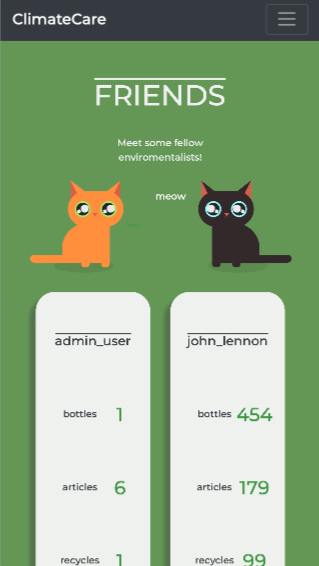 ClimateCare
FRIENDS
Meet some fellow
enviromentalists!
meow
admin_user
bottles 1
articles 6
recycles 1
john_lennon
bottles 454
articles 179
recycles 99